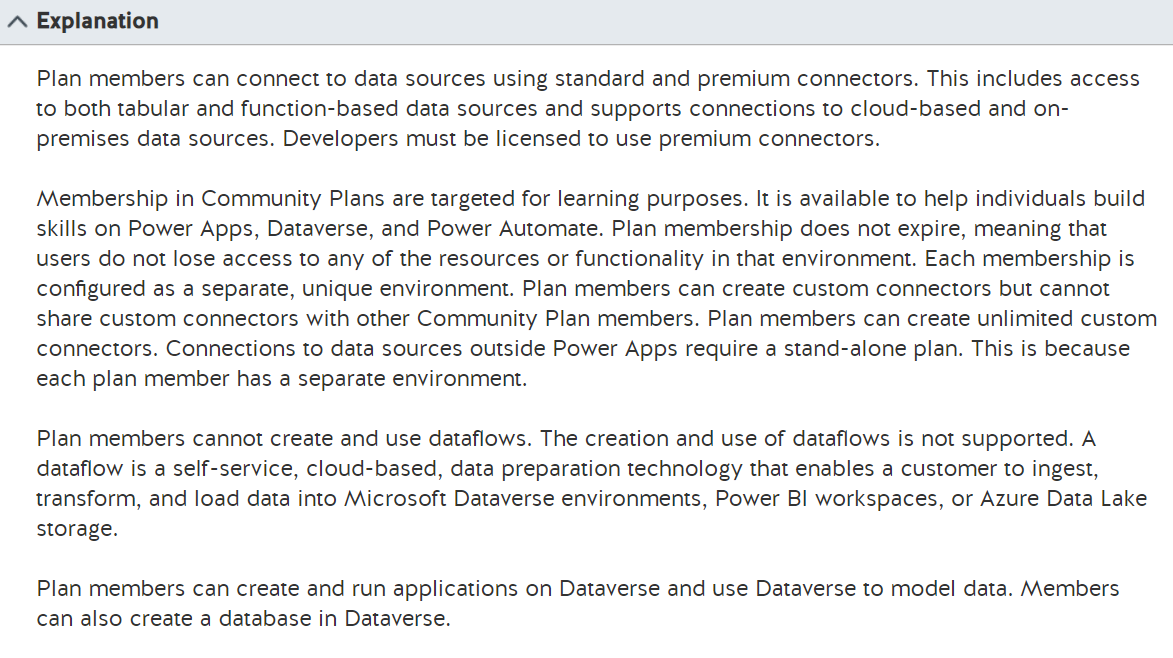 Explanation
Plan members can connect to data sources using standard and premium connectors. This includes access
to both tabular and function-based data sources and supports connections to cloud-based and on-
premises data sources. Developers must be licensed to use premium connectors.
Membership in Community Plans are targeted for learning purposes. It is available to help individuals build
skills on Power Apps, Dataverse, and Power Automate. Plan membership does not expire, meaning that
users do not lose access to any of the resources or functionality in that environment. Each membership is
configured as a separate, unique environment. Plan members can create custom connectors but cannot
share custom connectors with other Community Plan members. Plan members can create unlimited custom
connectors. Connections to data sources outside Power Apps require a stand-alone plan. This is because
each plan member has a separate environment.
Plan members cannot create and use dataflows. The creation and use of dataflows is not supported. A
dataflow is a self-service, cloud-based, data preparation technology that enables a customer to ingest,
transform, and load data into Microsoft Dataverse environments, Power BI workspaces, or Azure Data Lake
storage.
Plan members can create and run applications on Dataverse and use Dataverse to model data. Members
can also create a database in Dataverse.